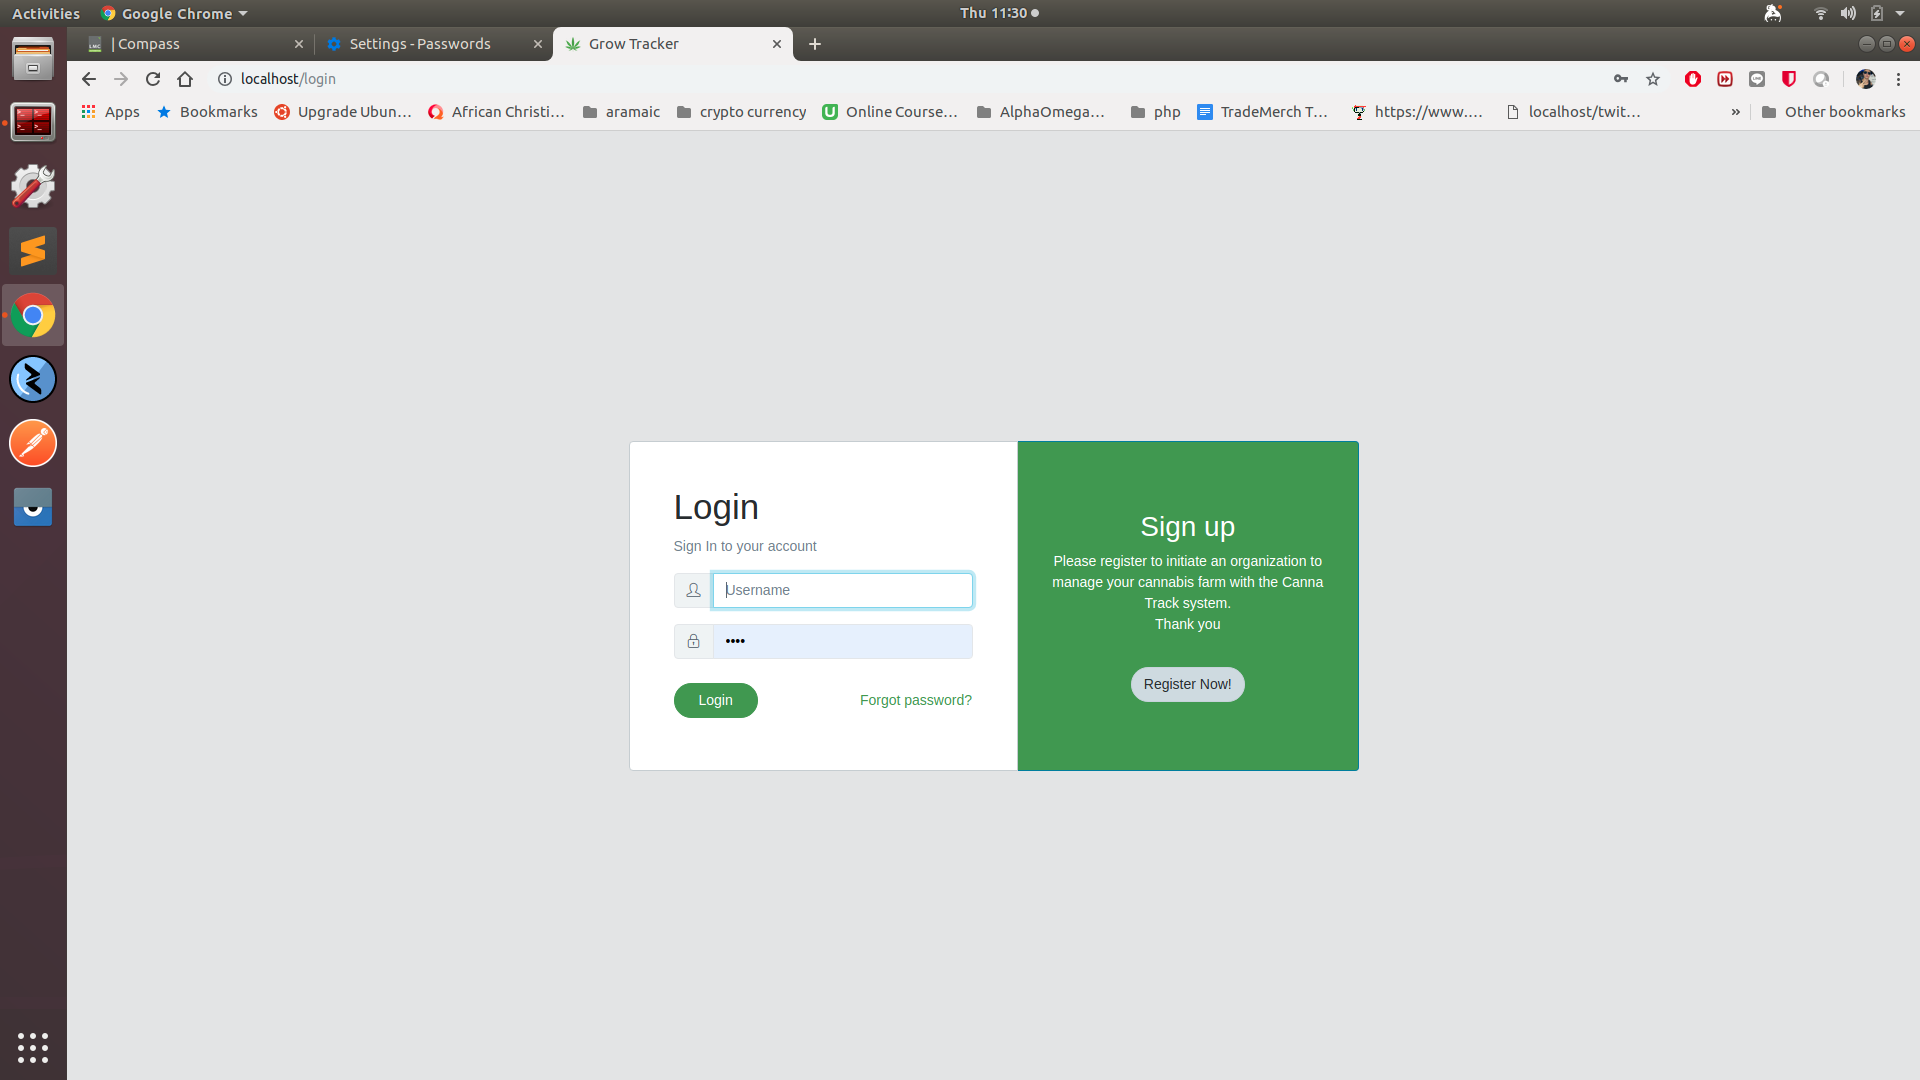 Activities
Google Chrome
Thu 11:30
| Compass
Settings - Passwords
Grow Tracker
localhost/login
Apps
Bookmarks
Upgrade Ubun...
African Christi...
aramaic
crypto currency
Online Course...
AlphaOmega...
php
TradeMerch T...
https://www....
localhost/twit...
»
Other bookmarks
Login
Sign In to your account
Username
••••
Login
Forgot password?
Sign up
Please register to initiate an organization to
manage your cannabis farm with the Canna
Track system.
Thank you
Register Now!